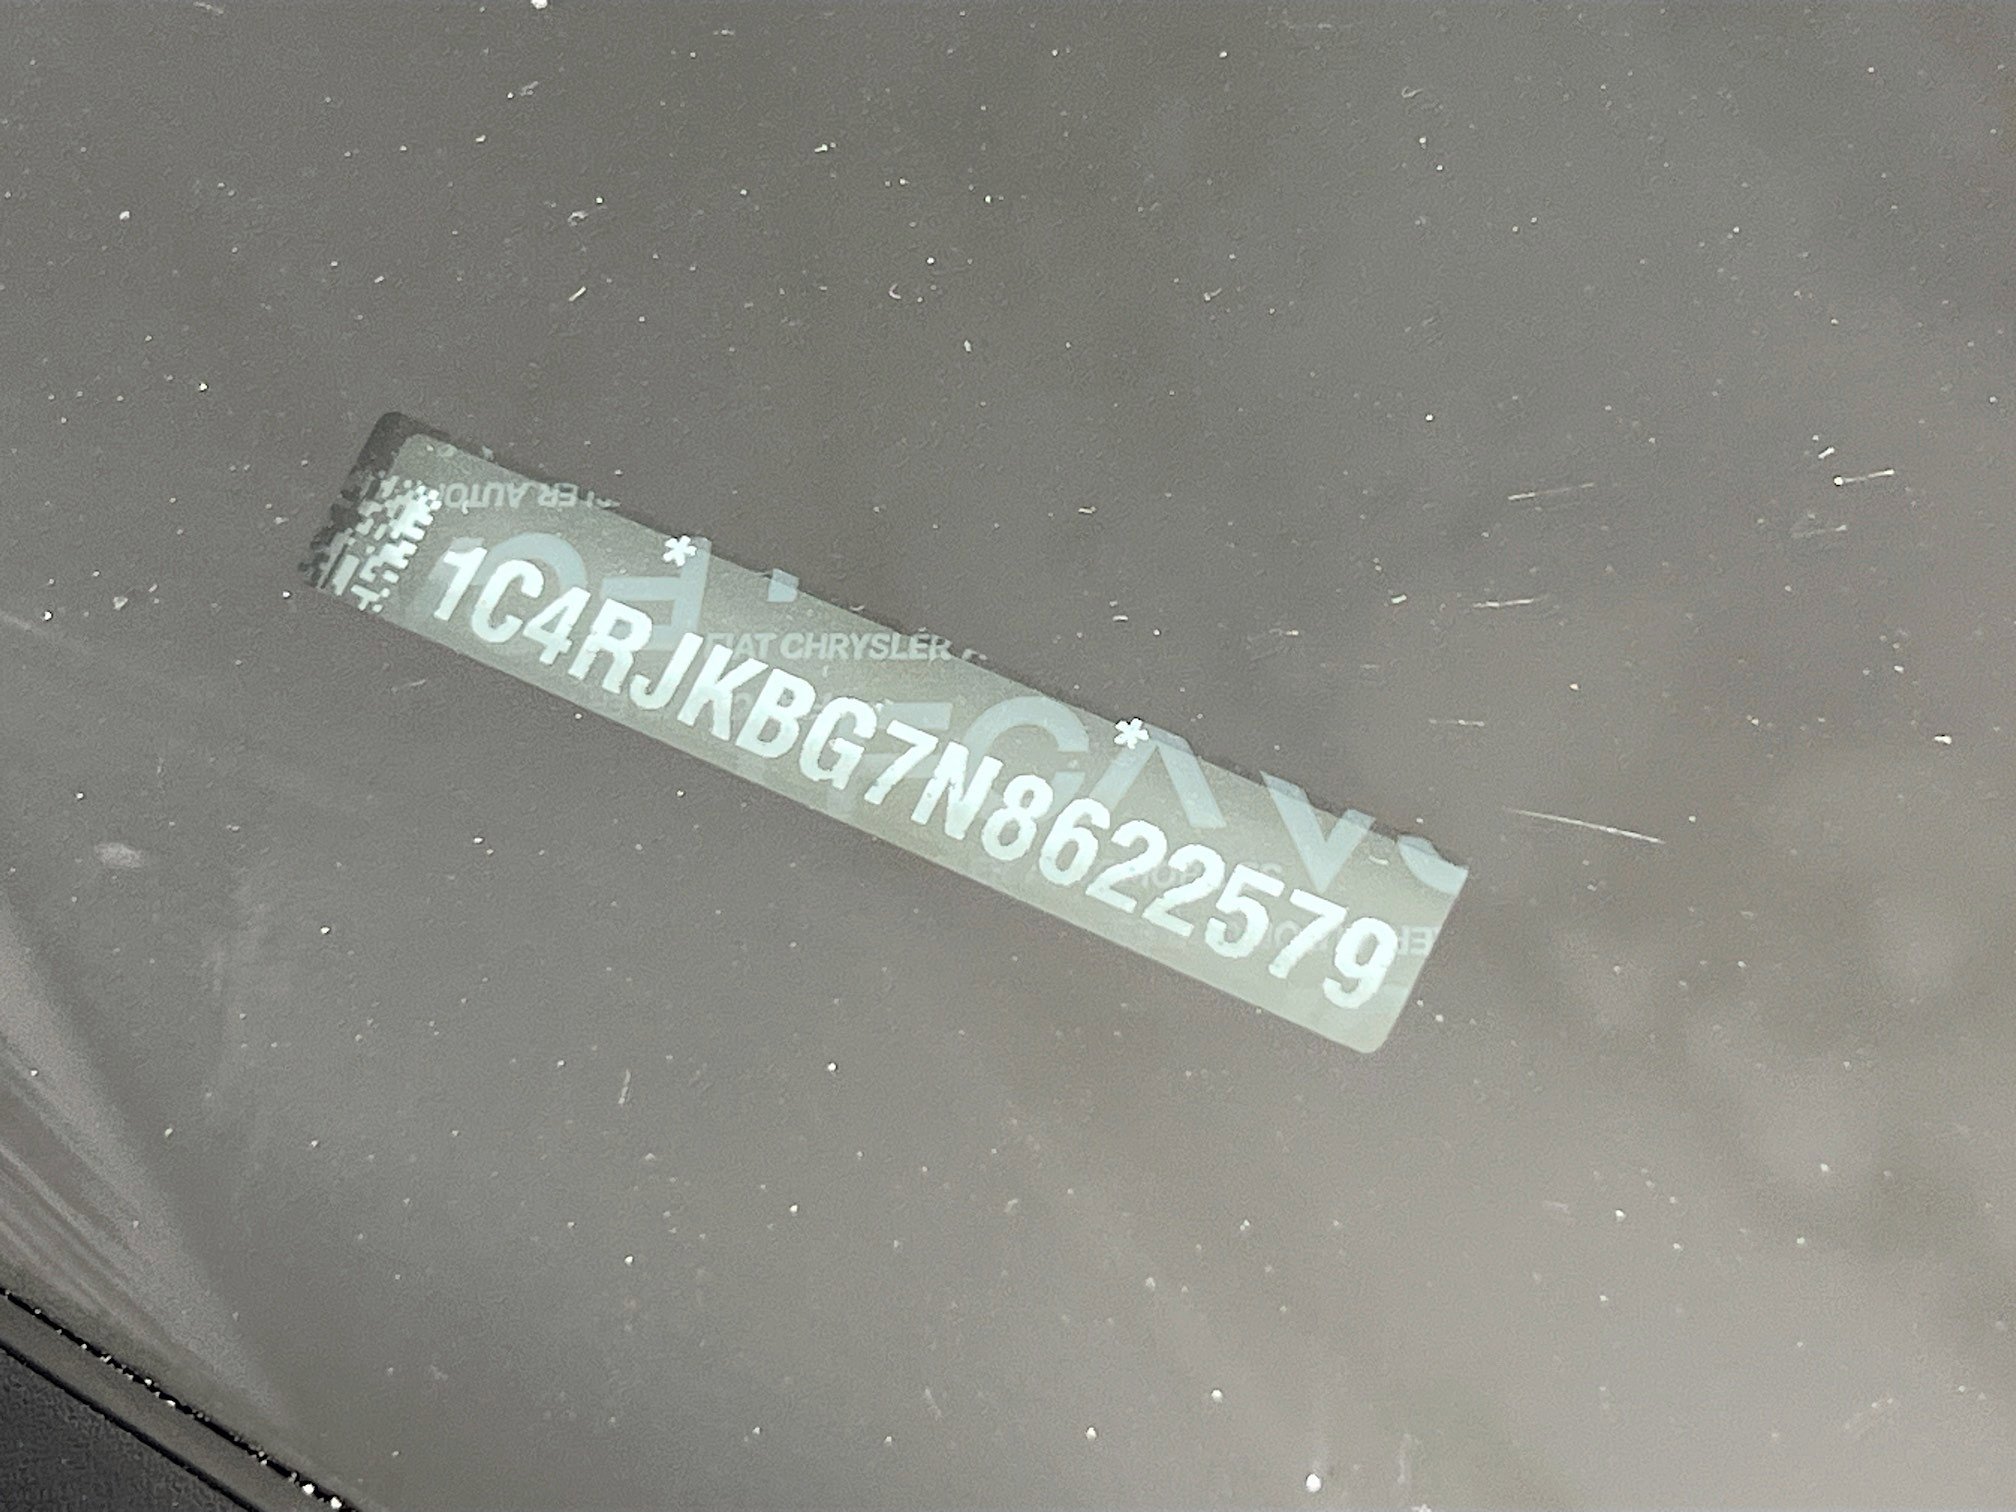 * *
1C4RJKBG7N8622579
FIAT CHRYSLER